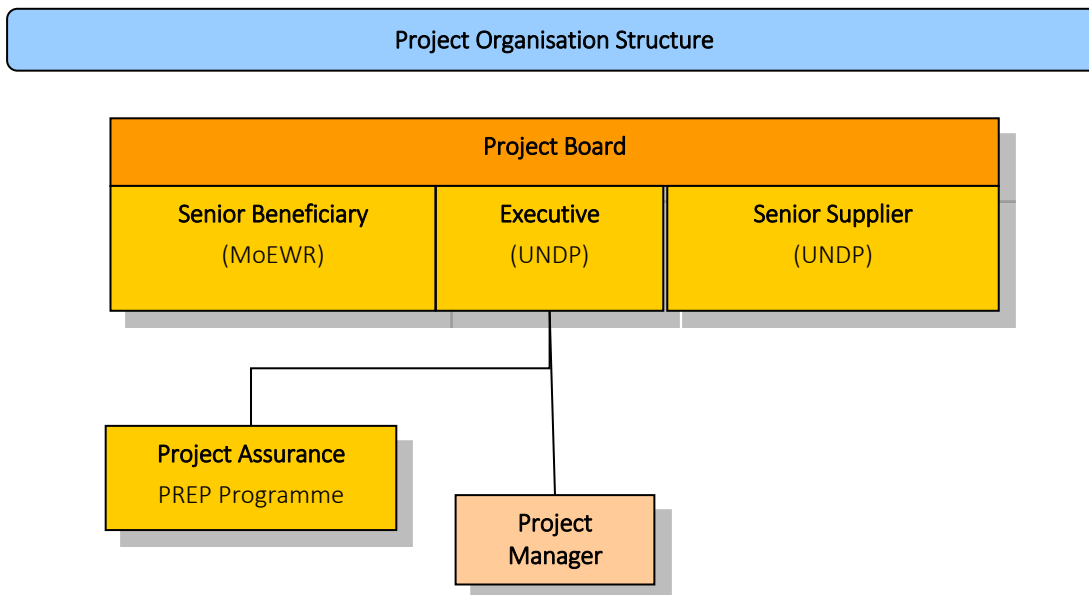 Project Organisation Structure
Project Board
Senior Beneficiary
(MoEWR)
Executive
(UNDP)
Senior Supplier
(UNDP)
Project Assurance
PREP Programme
Project
Manager